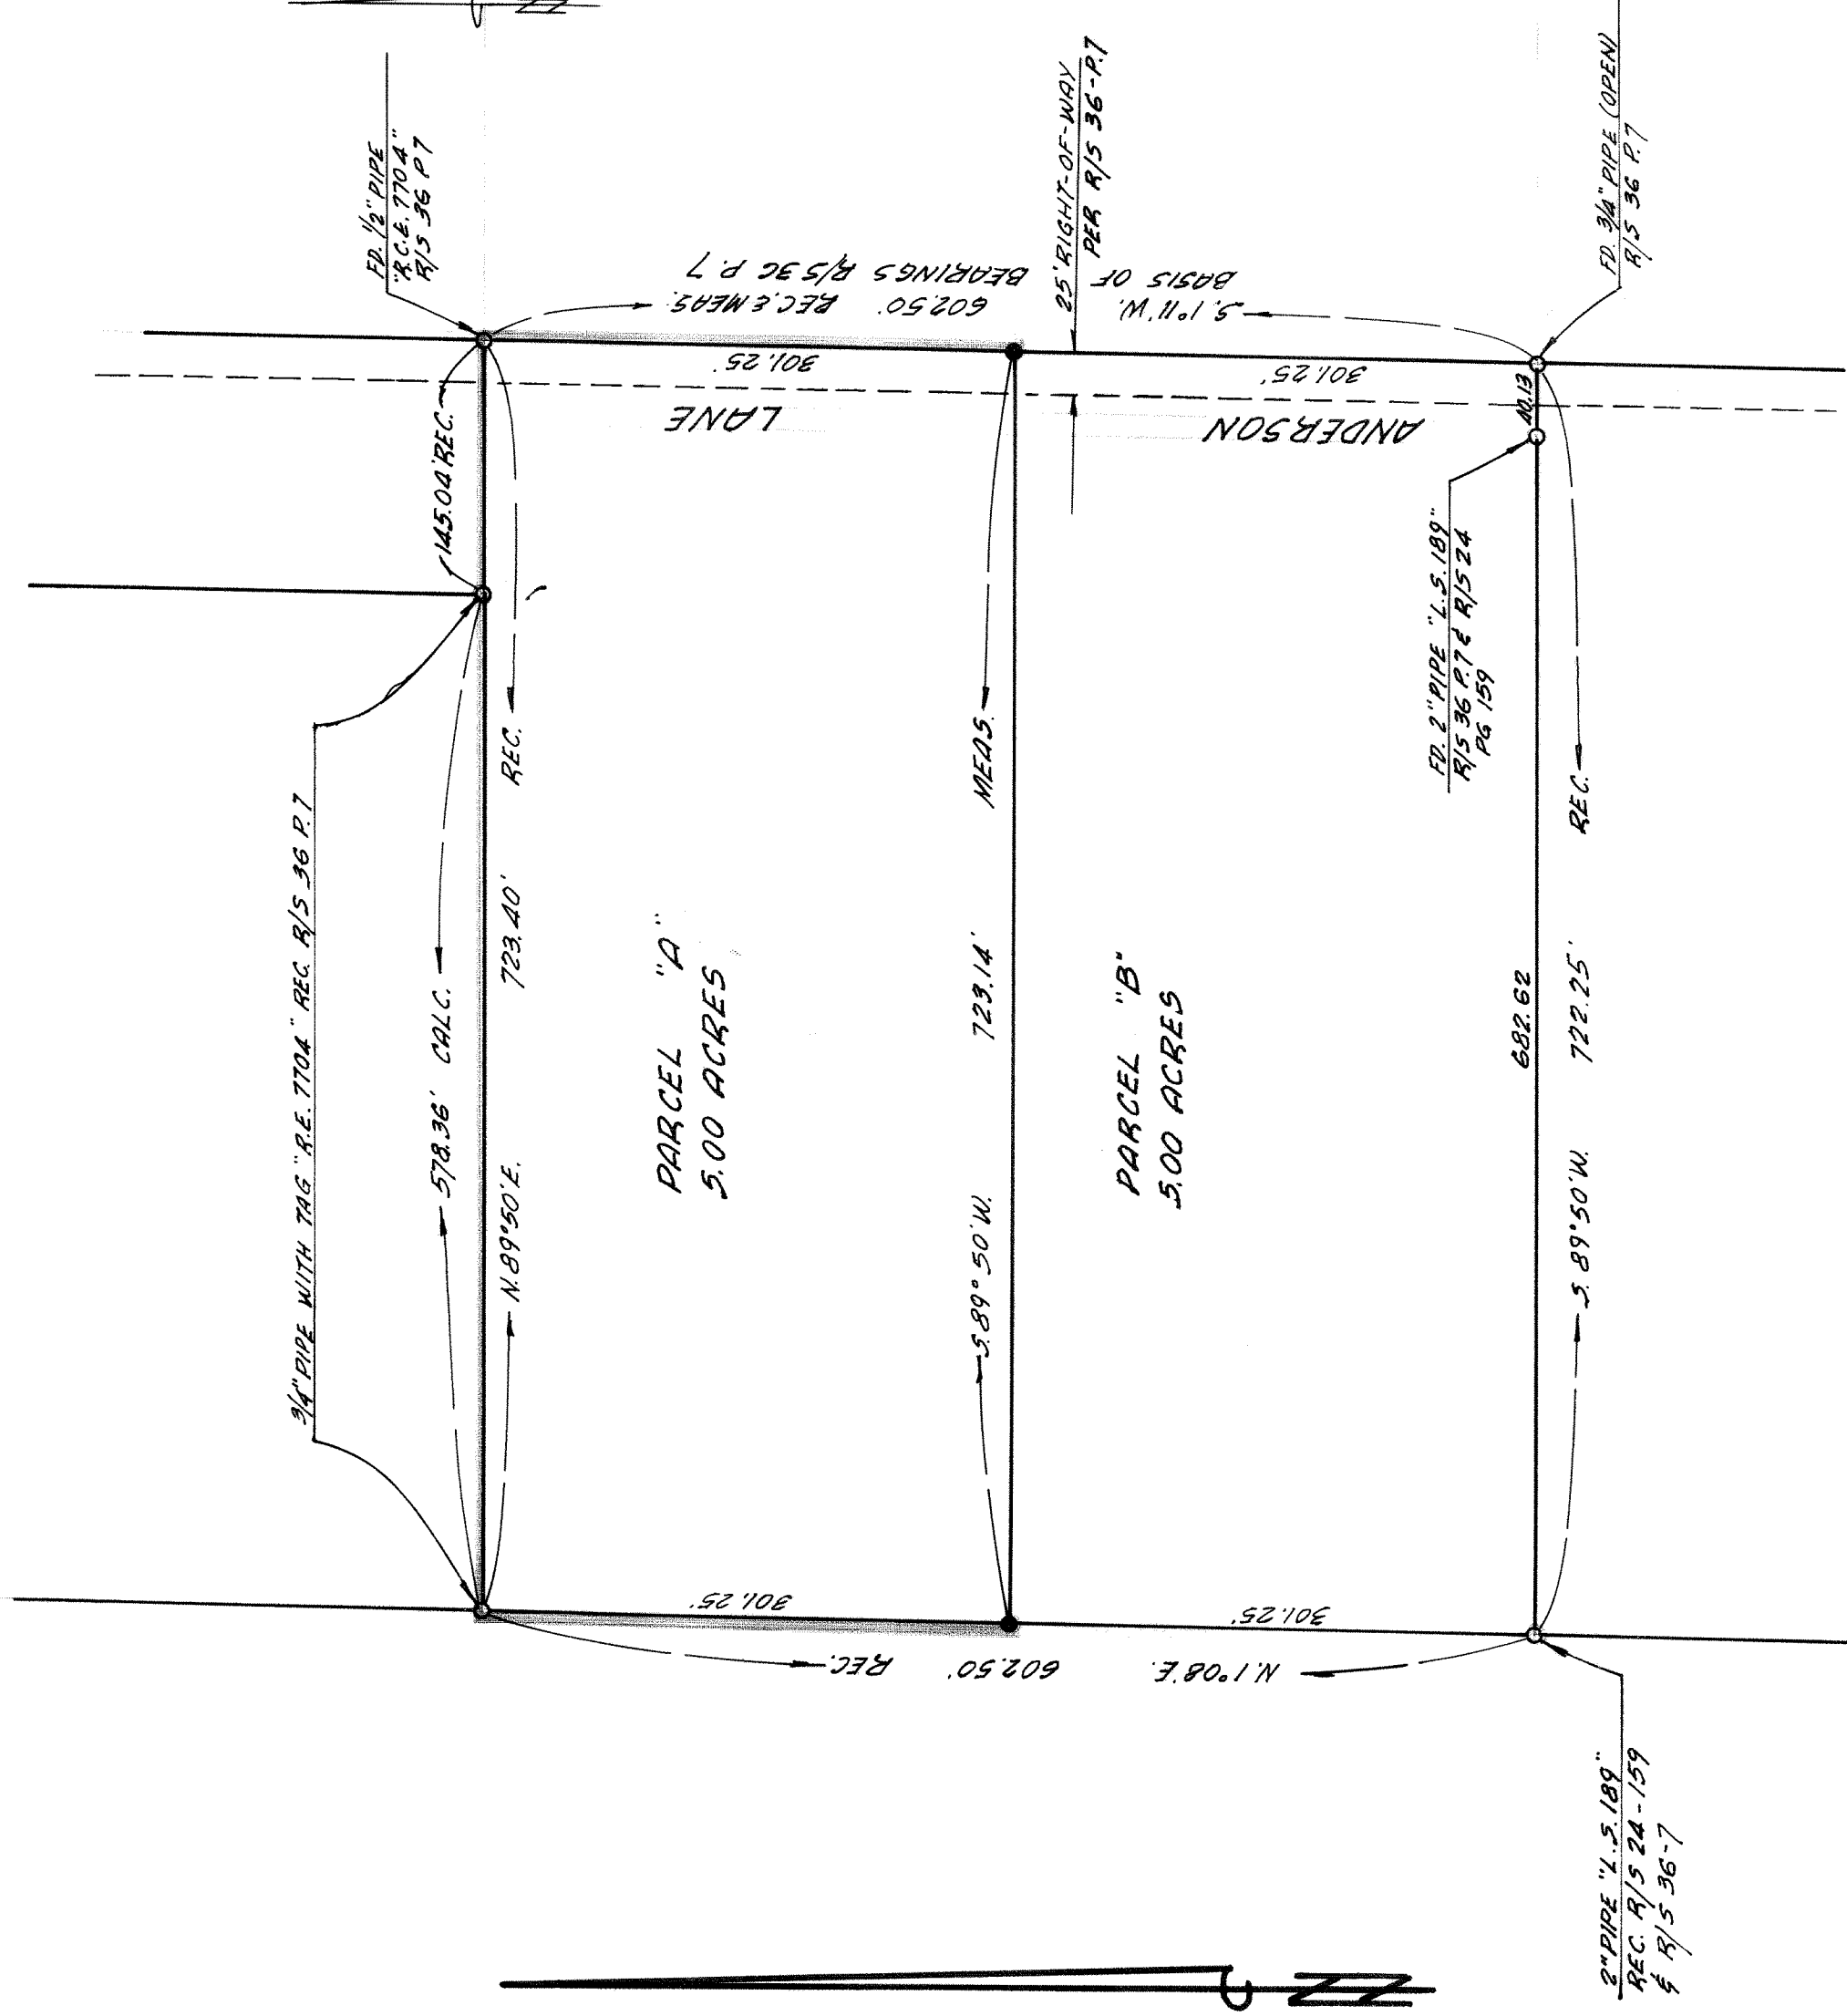 FD. 1/2" PIPE
"R.C.E. 7704"
R/S 36 P 7
145.04' REC.
3/4" PIPE WITH TAG "R.E. 7704" REC. R/S 36 P. 7
578.36' CALC.
N. 89°50' E. 723.40' REC.
PARCEL "A"
5.00 ACRES
S. 89° 50' W. 723.14' MEAS.
PARCEL "B"
5.00 ACRES
682.62
40.13
S. 89°50' W. 722.25' REC.
301.25'
301.25'
N. 1°08' E. 602.50' REC.
301.25'
301.25'
ANDERSON LANE
S. 1°11' W. 602.50' REC. & MEAS.
BASIS OF BEARINGS R/S 36 P. 7
25' RIGHT-OF-WAY
PER R/S 36-P.7
FD. 2" PIPE "L.S. 189"
R/S 36 P. 7 & R/S 24
PG 159
FD. 3/4" PIPE (OPEN)
R/S 36 P. 7
2" PIPE "L.S. 189"
REC. R/S 24-159
& R/S 36-7
N